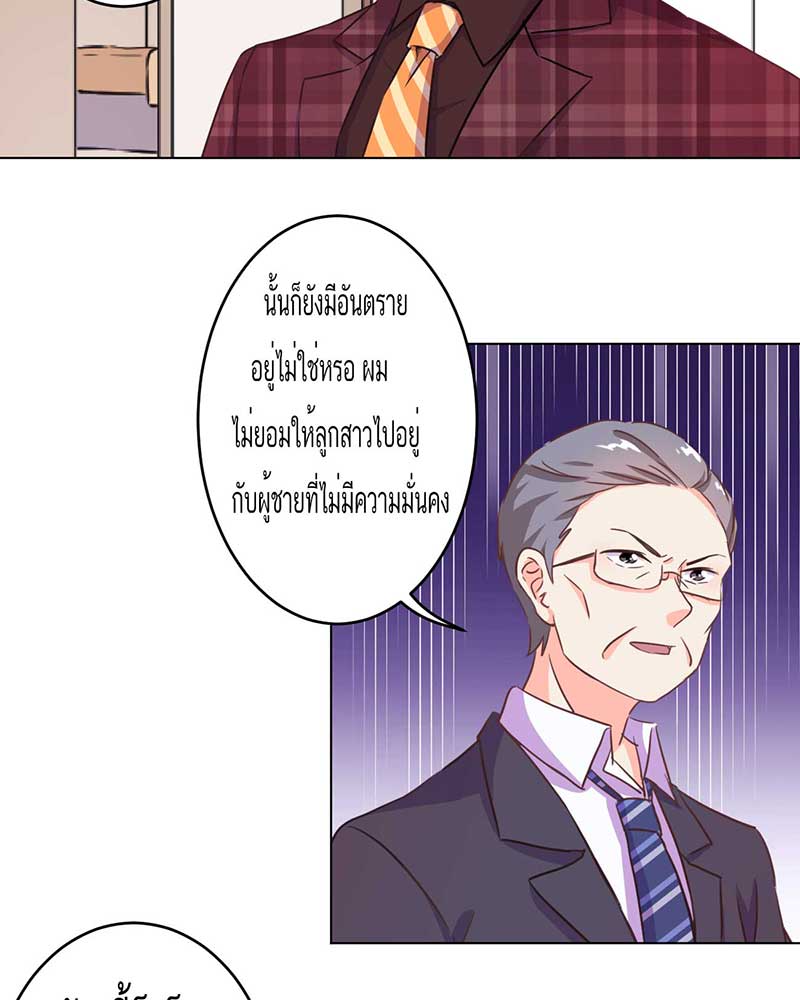 นั้นก็ยังมีอันตราย
อยู่ไม่ใช่หรอ ผม
ไม่ยอมให้ลูกสาวไปอยู่
กับผู้ชายที่ไม่มีความมั่นคง